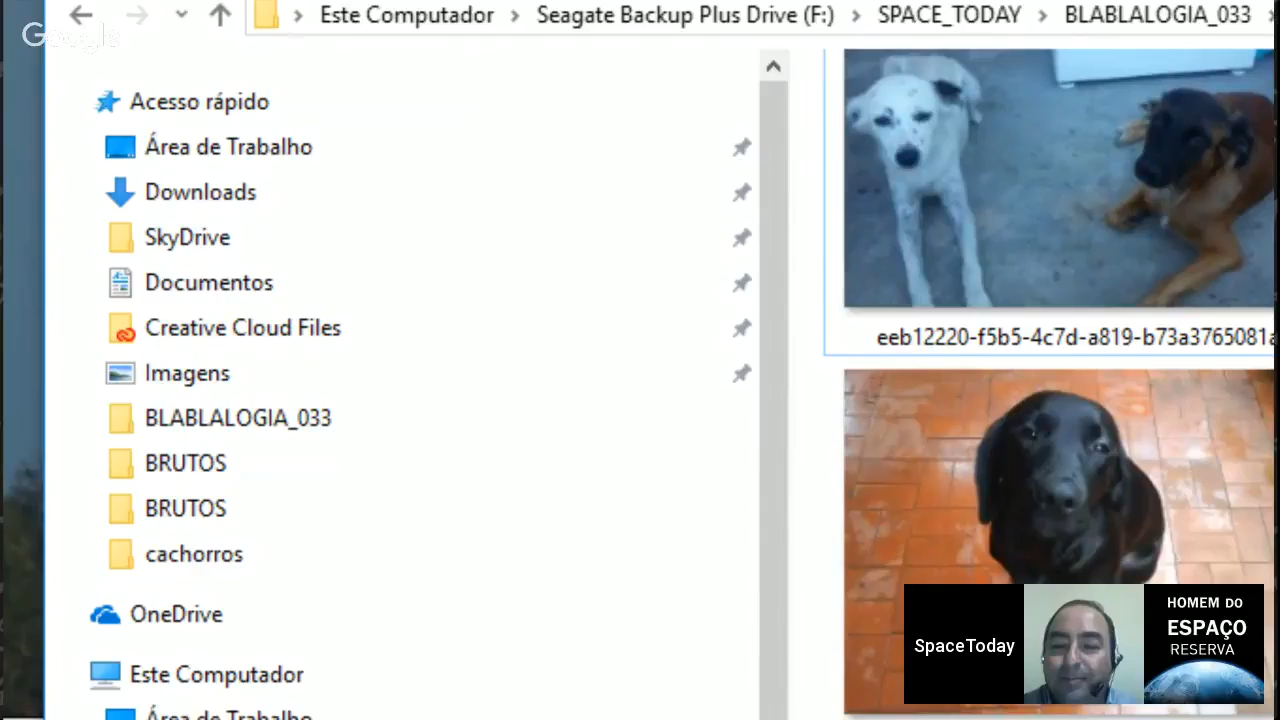 Google
Este Computador > Seagate Backup Plus Drive (F:) > SPACE_TODAY > BLABLALOGIA_033 >
Acesso rápido
Área de Trabalho
Downloads
SkyDrive
Documentos
Creative Cloud Files
Imagens
BLABLALOGIA_033
BRUTOS
BRUTOS
cachorros
OneDrive
Este Computador
Área de Trabalho
eeb12220-f5b5-4c7d-a819-b73a3765081a
SpaceToday
HOMEM DO
ESPAÇO
RESERVA